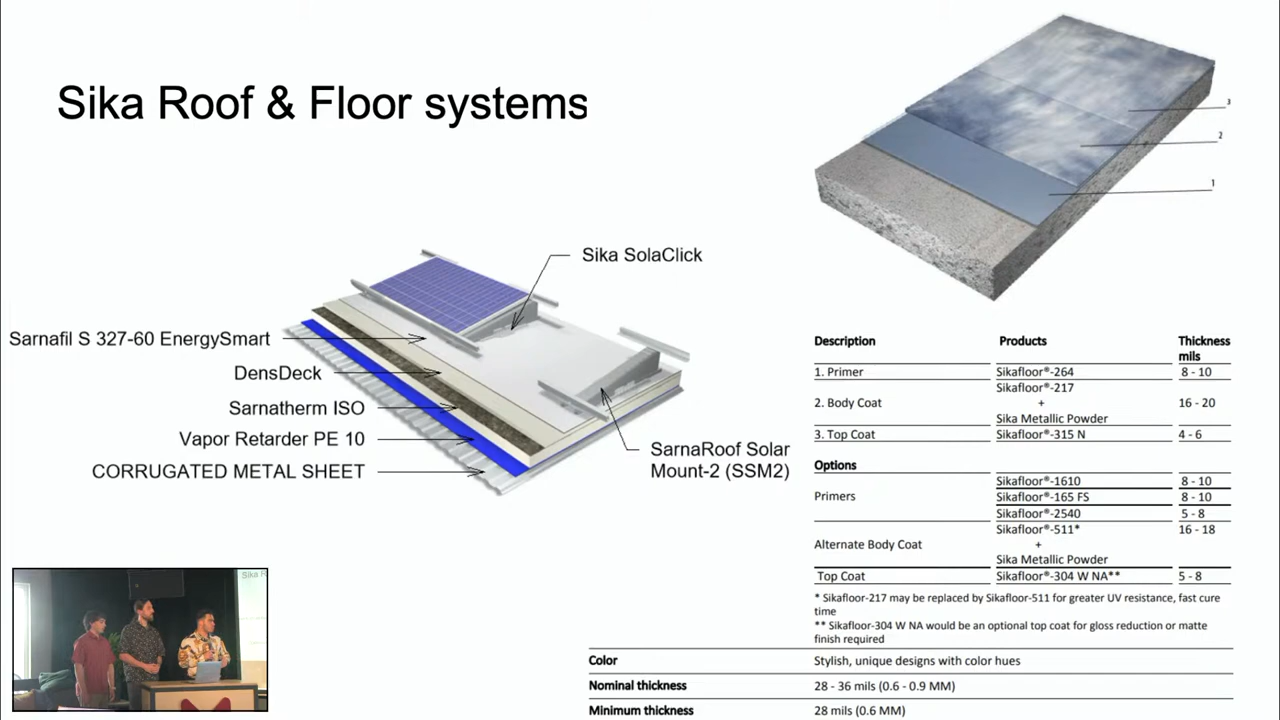 Sika Roof & Floor systems
3
2
1
Sika SolaClick
Sarnafil S 327-60 EnergySmart
DensDeck
Sarnatherm ISO
Vapor Retarder PE 10
CORRUGATED METAL SHEET
SarnaRoof Solar
Mount-2 (SSM2)
Description Products Thickness
mils
1. Primer Sikafloor®-264 8 - 10
Sikafloor®-217
2. Body Coat + 16 - 20
Sika Metallic Powder
3. Top Coat Sikafloor®-315 N 4 - 6
Options
Sikafloor®-1610 8 - 10
Primers Sikafloor®-165 FS 8 - 10
Sikafloor®-2540 5 - 8
Sikafloor®-511* 16 - 18
Alternate Body Coat +
Sika Metallic Powder
Top Coat Sikafloor®-304 W NA** 5 - 8
* Sikafloor-217 may be replaced by Sikafloor-511 for greater UV resistance, fast cure
time
** Sikafloor-304 W NA would be an optional top coat for gloss reduction or matte
finish required
Color Stylish, unique designs with color hues
Nominal thickness 28 - 36 mils (0.6 - 0.9 MM)
Minimum thickness 28 mils (0.6 MM)
Sika R